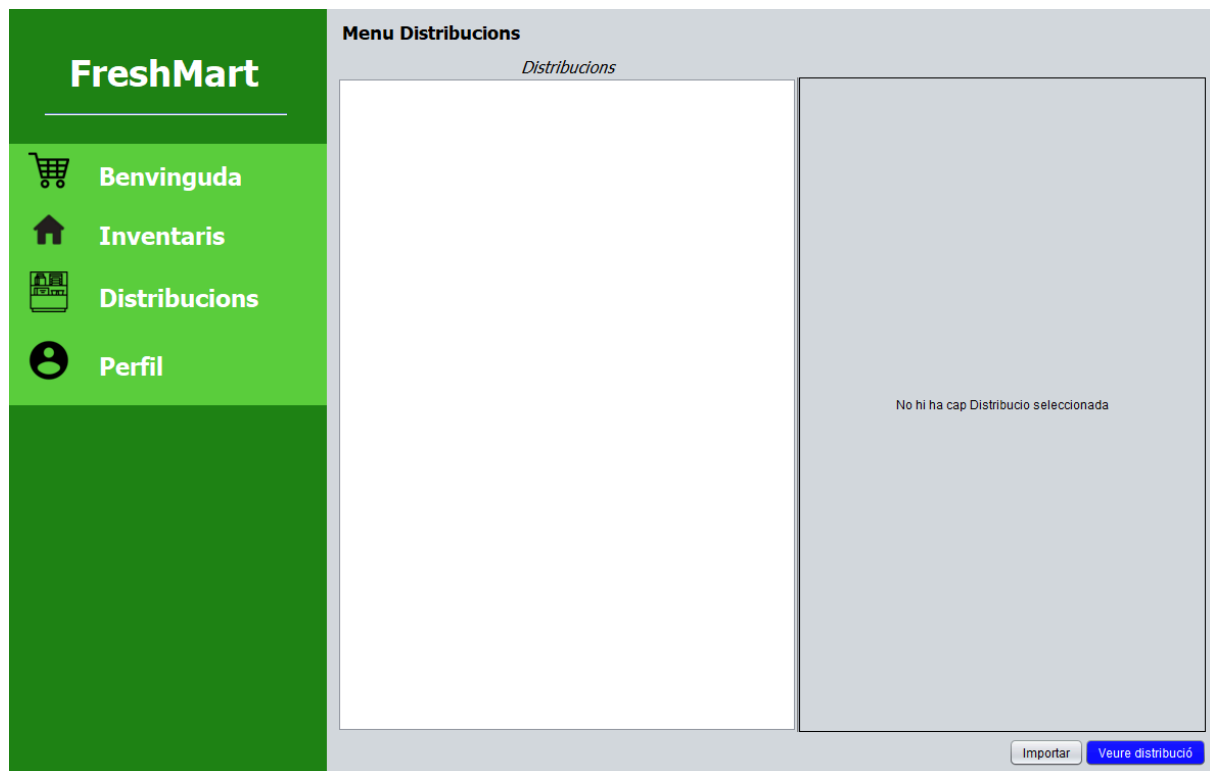 FreshMart
Benvinguda
Inventaris
Distribucions
Perfil
Menu Distribucions
Distribucions
No hi ha cap Distribucio seleccionada
Importar
Veure distribució